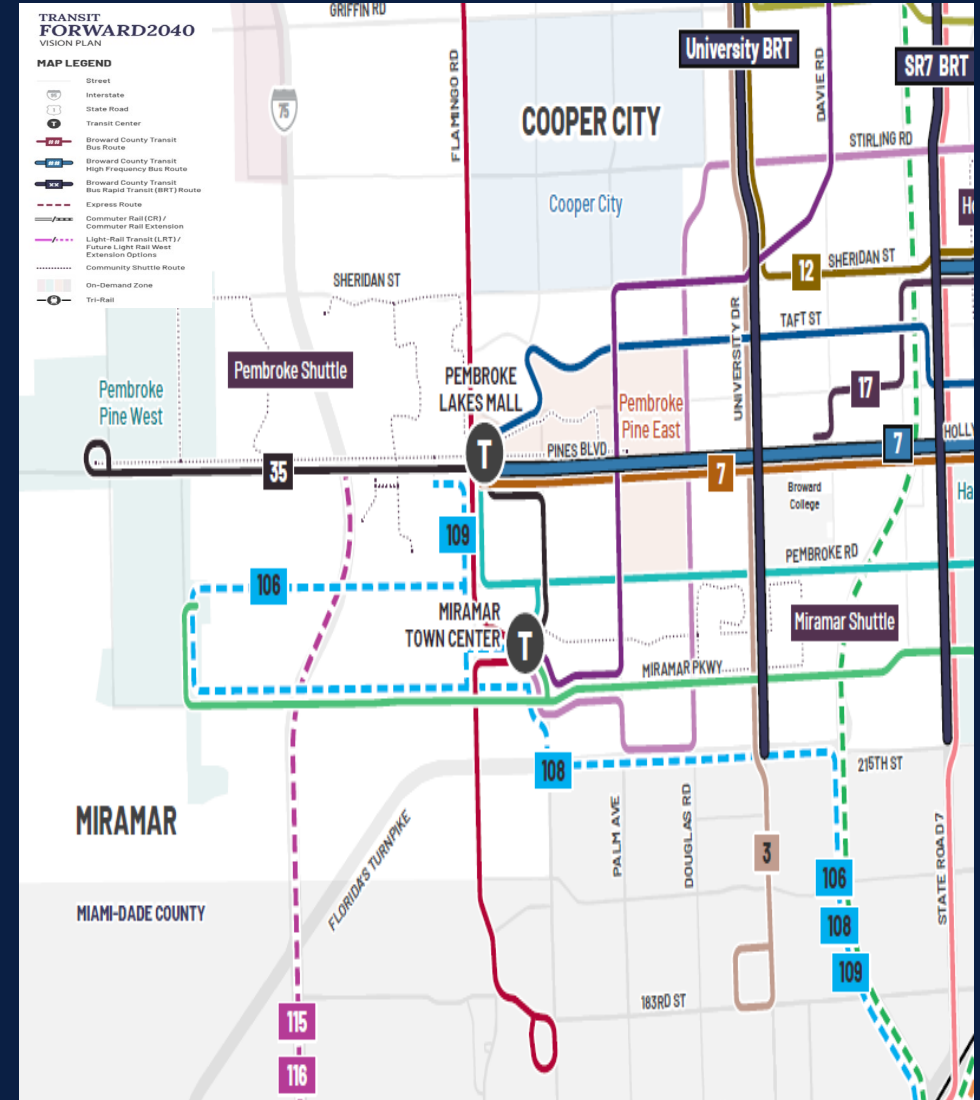 TRANSIT
FORWARD2040
VISION PLAN
MAP LEGEND
Street
Interstate
State Road
T
Transit Center
##
Broward County Transit
Bus Route
##
Broward County Transit
High Frequency Bus Route
XX
Broward County Transit
Bus Rapid Transit (BRT) Route
Express Route
Commuter Rail (CR) /
Commuter Rail Extension
Light-Rail Transit (LRT) /
Future Light Rail West
Extension Options
Community Shuttle Route
On-Demand Zone
Tri-Rail
GRIFFIN RD
FLAMINGO RD
75
University BRT
DAVIE RD
SR7 BRT
COOPER CITY
STIRLING RD
Cooper City
SHERIDAN ST
12
SHERIDAN ST
TAFT ST
UNIVERSITY DR
Pembroke Shuttle
PEMBROKE
LAKES MALL
Pembroke
Pine West
Pembroke
Pine East
17
T
PINES BLVD
7
HOLLY
35
7
Broward
College
Ha
109
PEMBROKE RD
106
MIRAMAR
TOWN CENTER
T
Miramar Shuttle
MIRAMAR PKWY
108
215TH ST
MIRAMAR
PALM AVE
DOUGLAS RD
3
106
STATE ROAD 7
FLORIDA'S TURNPIKE
MIAMI-DADE COUNTY
108
109
183RD ST
115
116